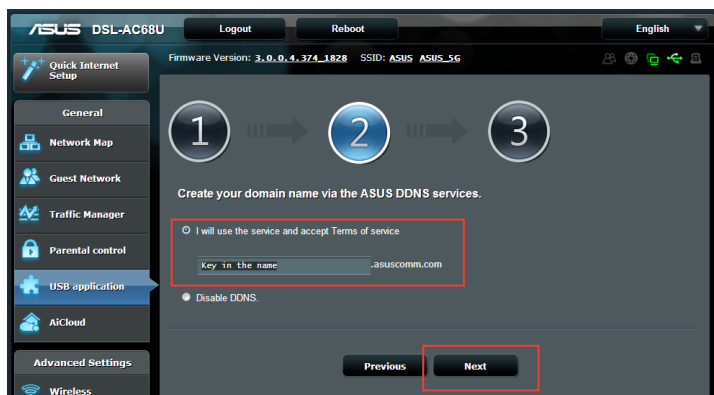 ASUS DSL-AC68U Logout Reboot English
Quick Internet Setup
Firmware Version: 3.0.0.4.374_1828 SSID: ASUS ASUS_5G
General
Network Map
Guest Network
Traffic Manager
Parental control
USB application
AiCloud
Advanced Settings
Wireless
1 2 3
Create your domain name via the ASUS DDNS services.
I will use the service and accept Terms of service
Key in the name .asuscomm.com
Disable DDNS.
Previous Next